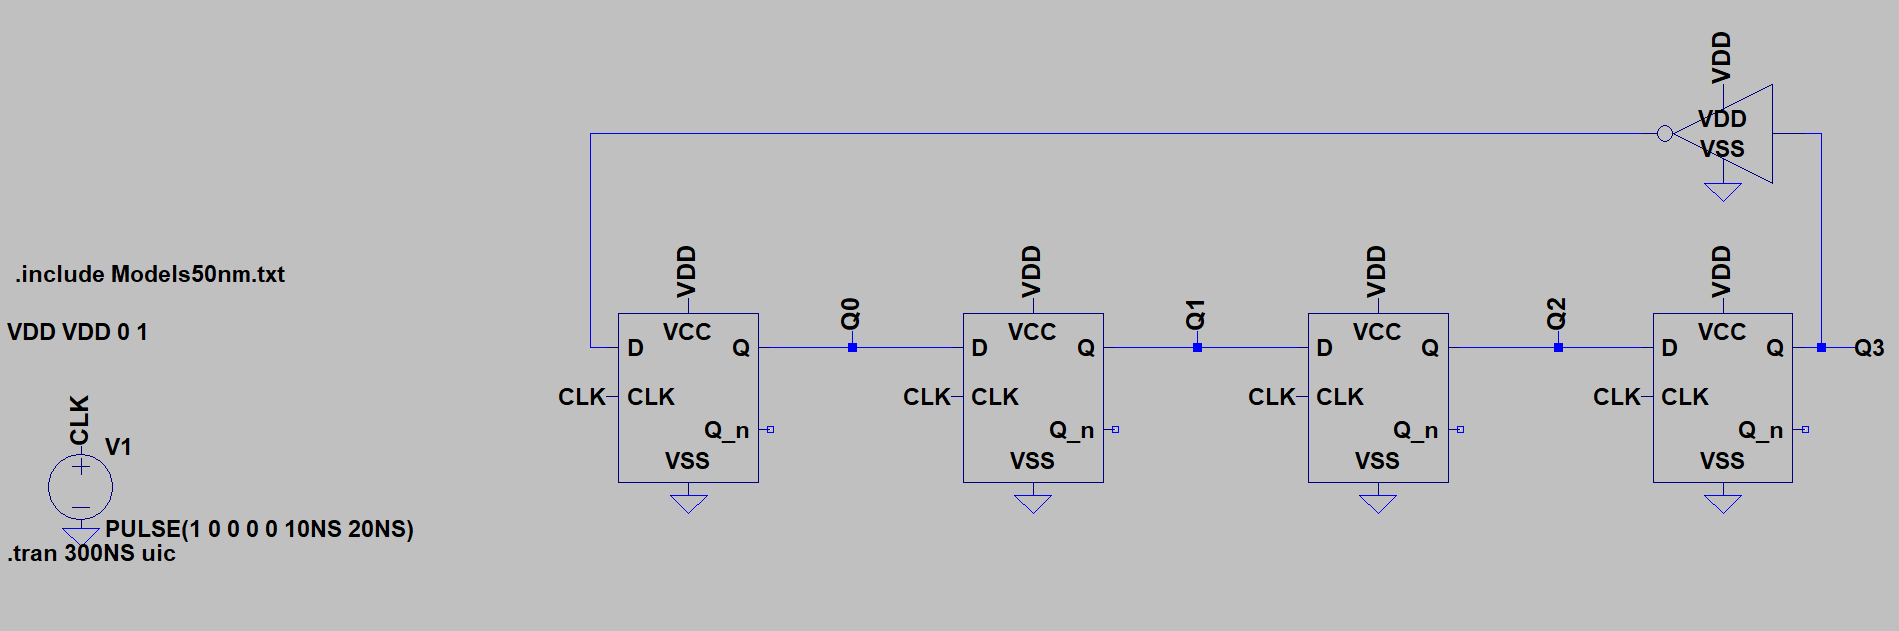 VDD
VDD
VSS
.include Models50nm.txt
VDD VDD 0 1
VDD
VCC
D
Q
CLK
CLK
Q_n
VSS
Q0
VDD
VCC
D
Q
CLK
CLK
Q_n
VSS
Q1
VDD
VCC
D
Q
CLK
CLK
Q_n
VSS
Q2
VDD
VCC
D
Q
CLK
CLK
Q_n
VSS
Q3
CLK
V1
PULSE(1 0 0 0 0 10NS 20NS)
.tran 300NS uic